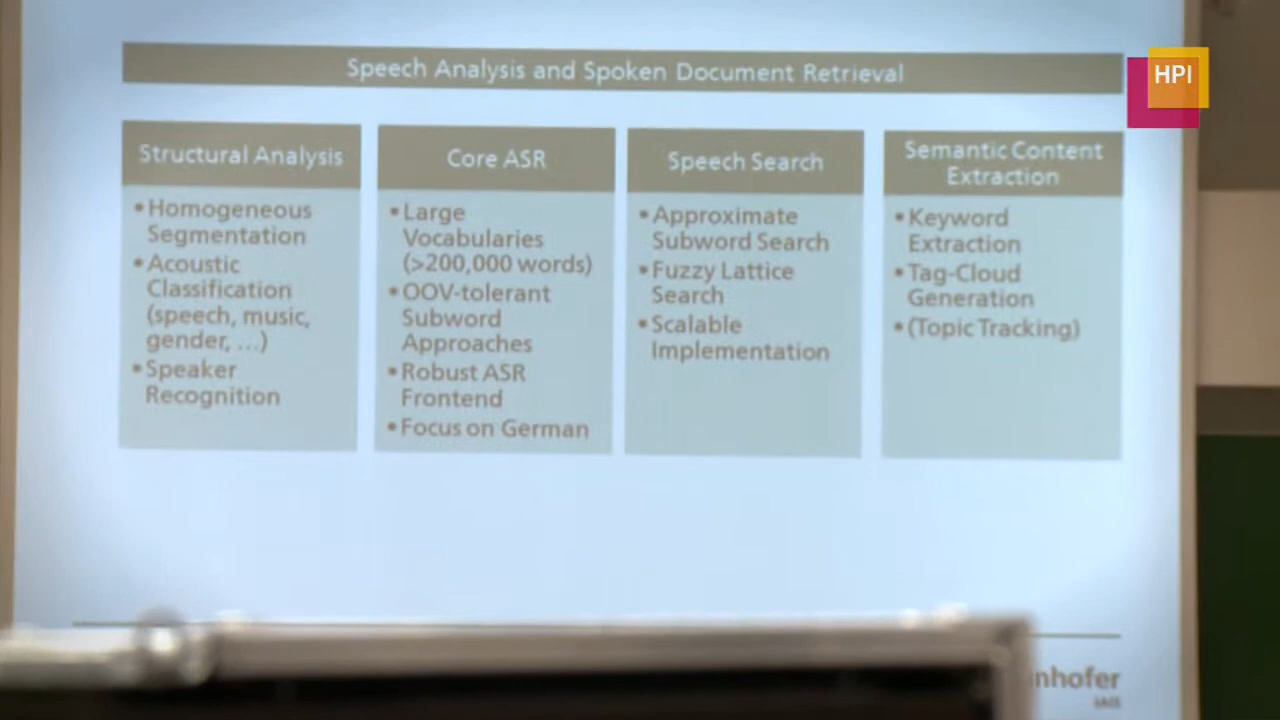 Speech Analysis and Spoken Document Retrieval
HPI
Structural Analysis
• Homogeneous
Segmentation
• Acoustic
Classification
(speech, music,
gender, ...)
• Speaker
Recognition
Core ASR
• Large
Vocabularies
(>200,000 words)
• OOV-tolerant
Subword
Approaches
• Robust ASR
Frontend
• Focus on German
Speech Search
• Approximate
Subword Search
• Fuzzy Lattice
Search
• Scalable
Implementation
Semantic Content
Extraction
• Keyword
Extraction
• Tag-Cloud
Generation
• (Topic Tracking)
nhofer
IAIS